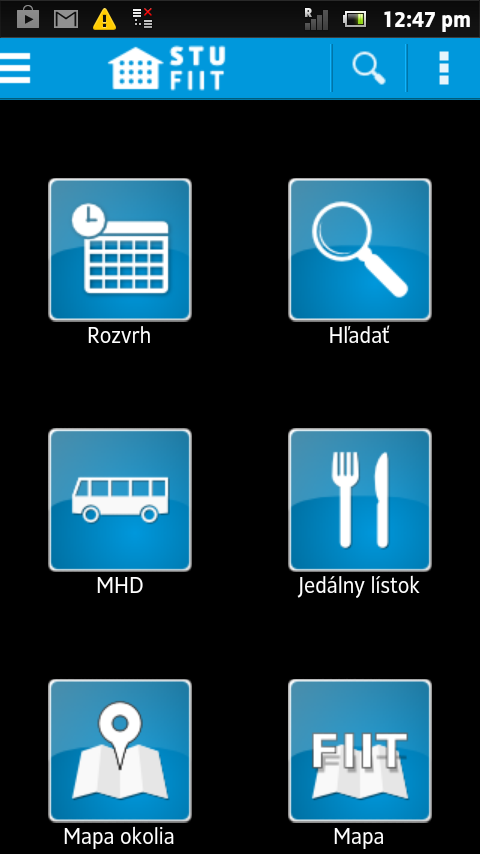 R
12:47 pm
STU
FIIT
Rozvrh
Hľadať
MHD
Jedálny lístok
FIIT
Mapa okolia
Mapa